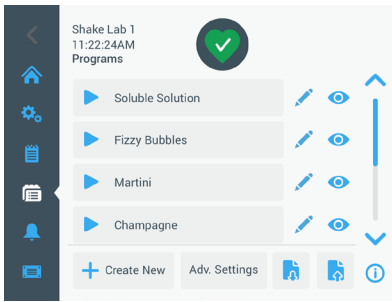 Shake Lab 1
11:22:24AM
Programs
Soluble Solution
Fizzy Bubbles
Martini
Champagne
Create New
Adv. Settings